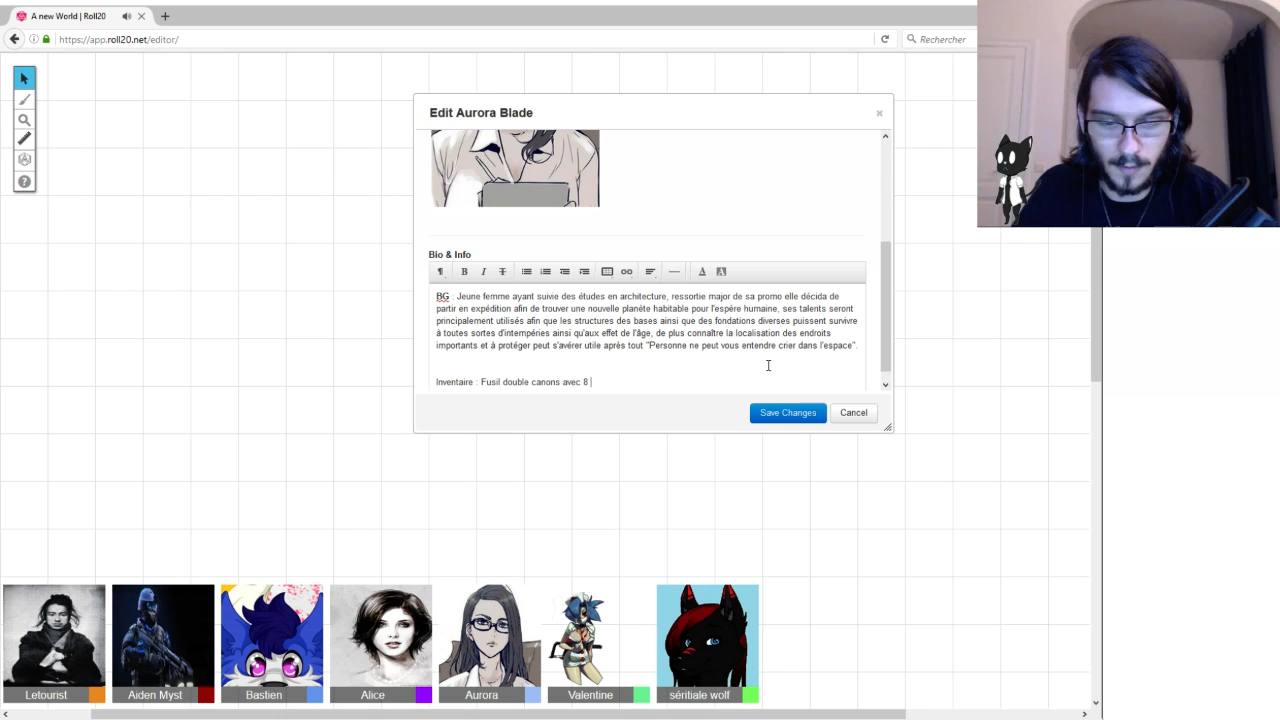 A new World | Roll20
https://app.roll20.net/editor/
Rechercher
Edit Aurora Blade
Bio & Info
BG : Jeune femme ayant suivie des études en architecture, ressortie major de sa promo elle décida de
partir en expédition afin de trouver une nouvelle planète habitable pour l'espère humaine, ses talents seront
principalement utilisés afin que les structures des bases ainsi que des fondations diverses puissent survivre
à toutes sortes d'intempéries ainsi qu'aux effet de l'âge, de plus connaître la localisation des endroits
importants et à protéger peut s'avérer utile après tout "Personne ne peut vous entendre crier dans l'espace".
Inventaire : Fusil double canons avec 8
Save Changes
Cancel
Letourist
Aiden Myst
Bastien
Alice
Aurora
Valentine
séritiale wolf